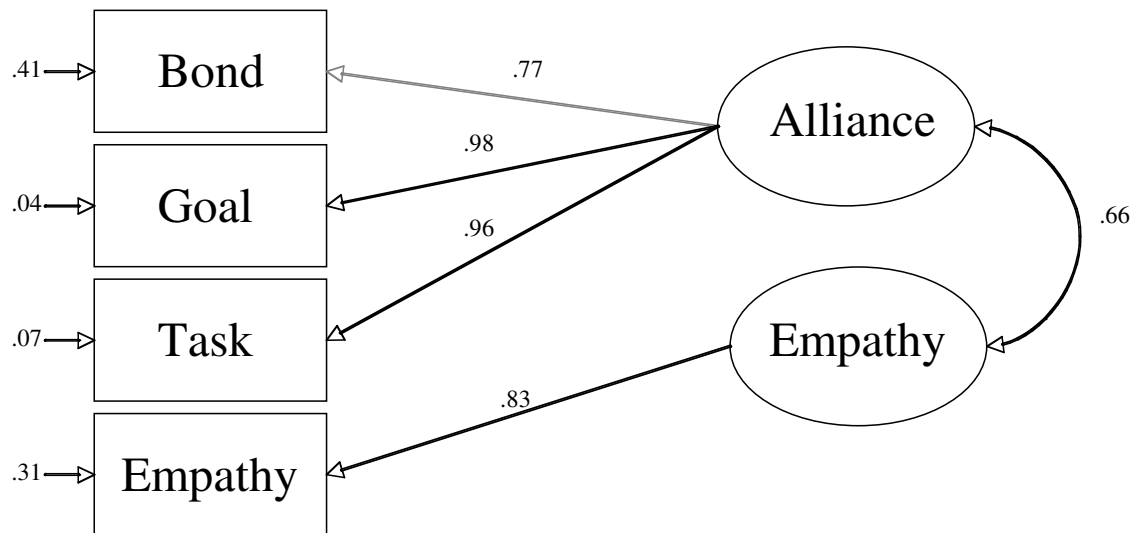 .41
Bond
.77
Alliance
.98
.04
Goal
.66
.96
.07
Task
Empathy
.83
.31
Empathy